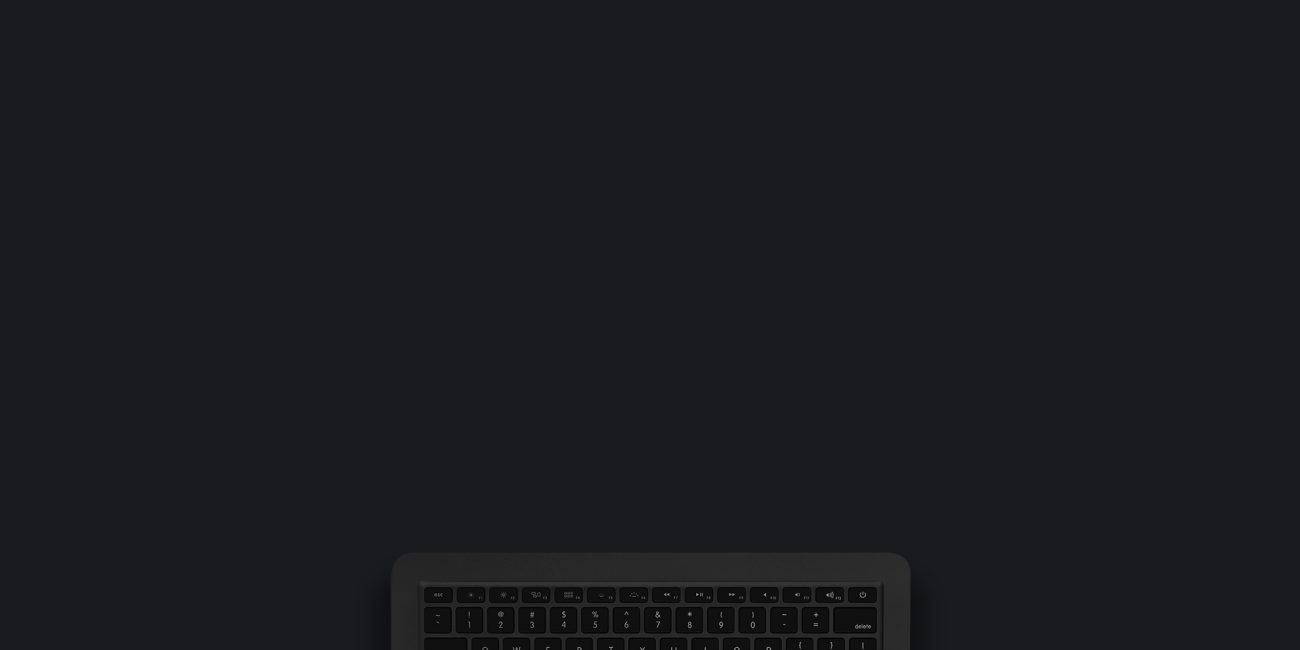 esc
~ ! @ # $ % ^ & * ( ) – +
` 1 2 3 4 5 6 7 8 9 0 - =
delete
Q W E R T Y U I O P { } |